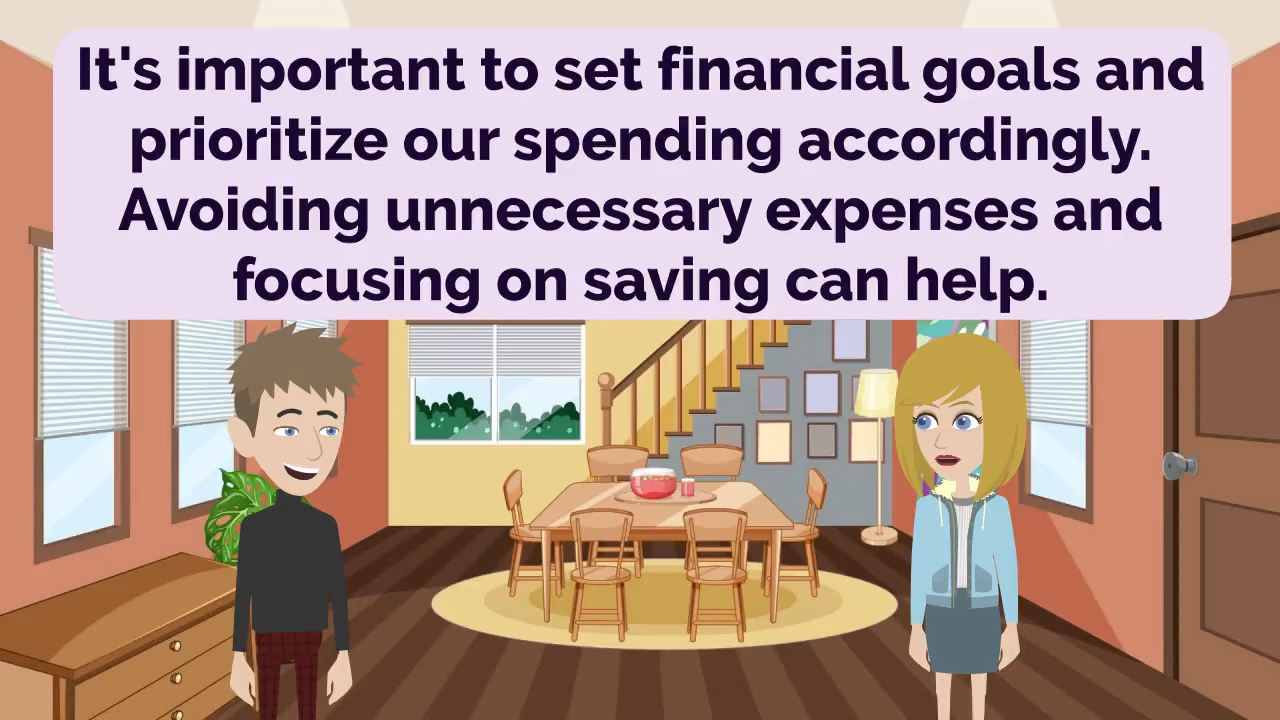 It's important to set financial goals and
prioritize our spending accordingly.
Avoiding unnecessary expenses and
focusing on saving can help.